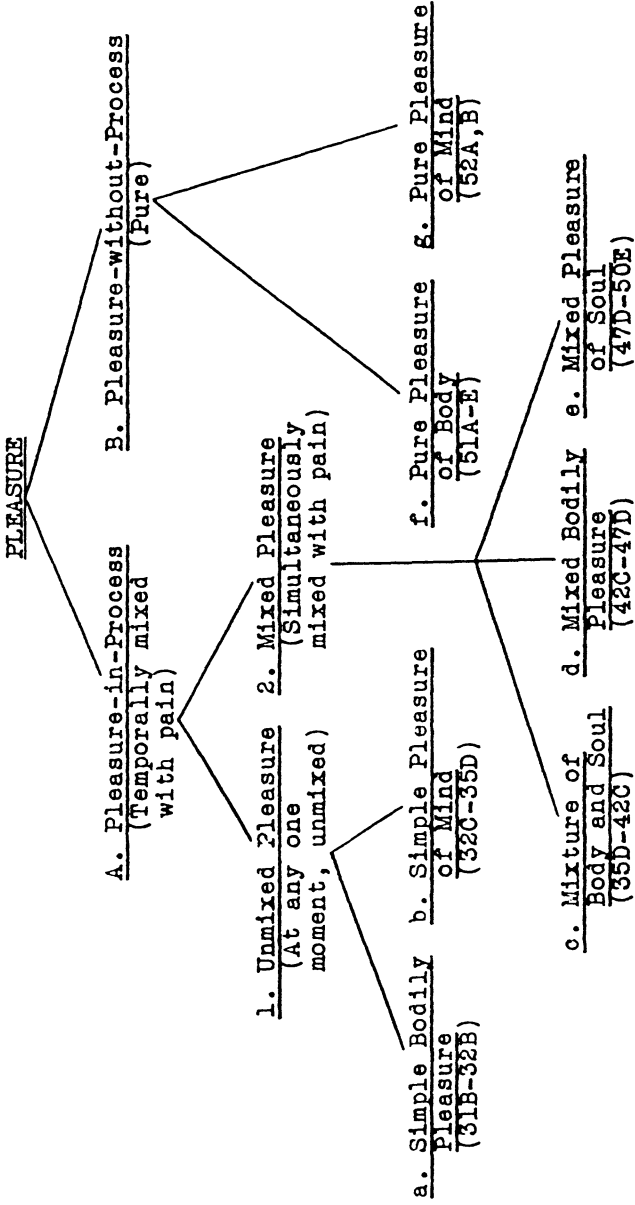 PLEASURE
A. Pleasure-in-Process
(Temporally mixed
with pain)
B. Pleasure-without-Process
(Pure)
1. Unmixed Pleasure
(At any one
moment, unmixed)
2. Mixed Pleasure
(Simultaneously
mixed with pain)
a. Simple Bodily
Pleasure
(31B-32B)
b. Simple Pleasure
of Mind
(32C-35D)
f. Pure Pleasure
of Body
(51A-E)
g. Pure Pleasure
of Mind
(52A,B)
c. Mixture of
Body and Soul
(35D-42C)
d. Mixed Bodily
Pleasure
(42C-47D)
e. Mixed Pleasure
of Soul
(47D-50E)